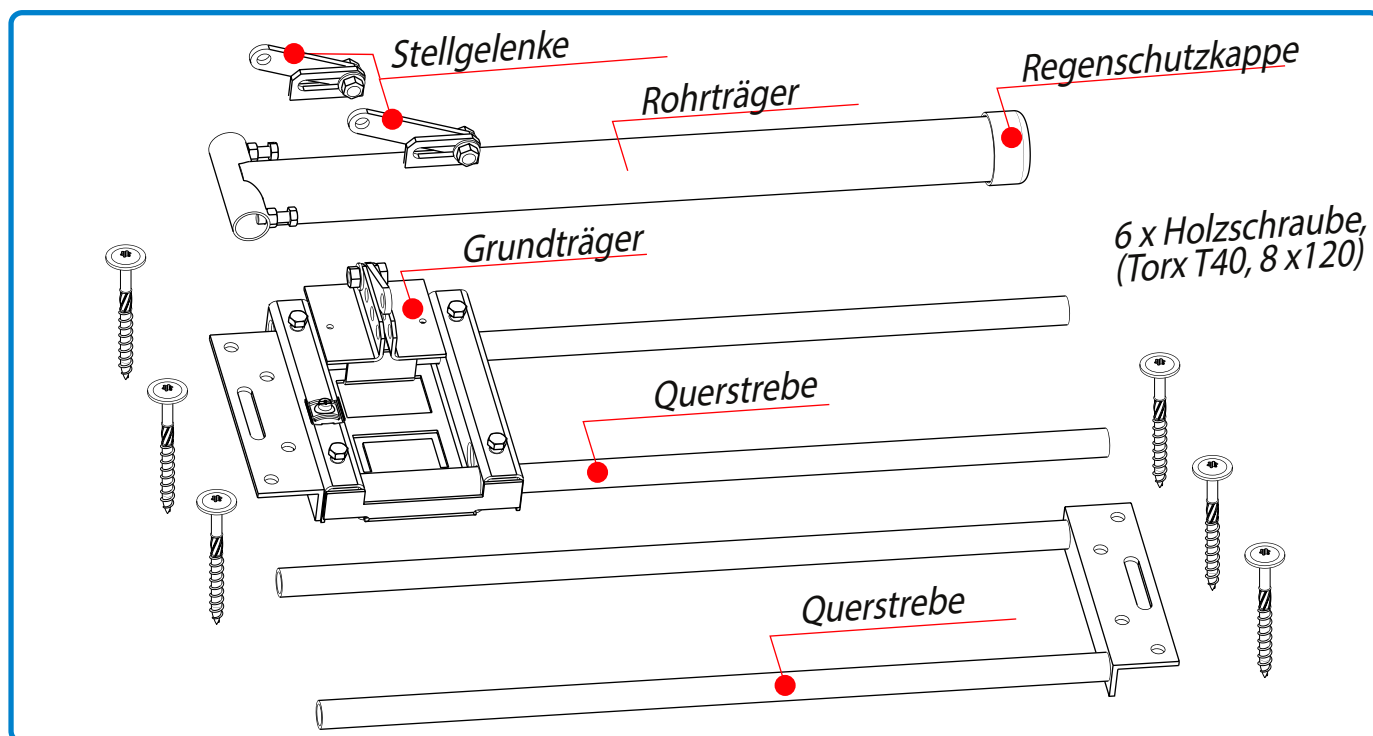 Stellgelenke
Regenschutzkappe
Rohrträger
6 x Holzschraube,
(Torx T40, 8 x120)
Grundträger
Querstrebe
Querstrebe